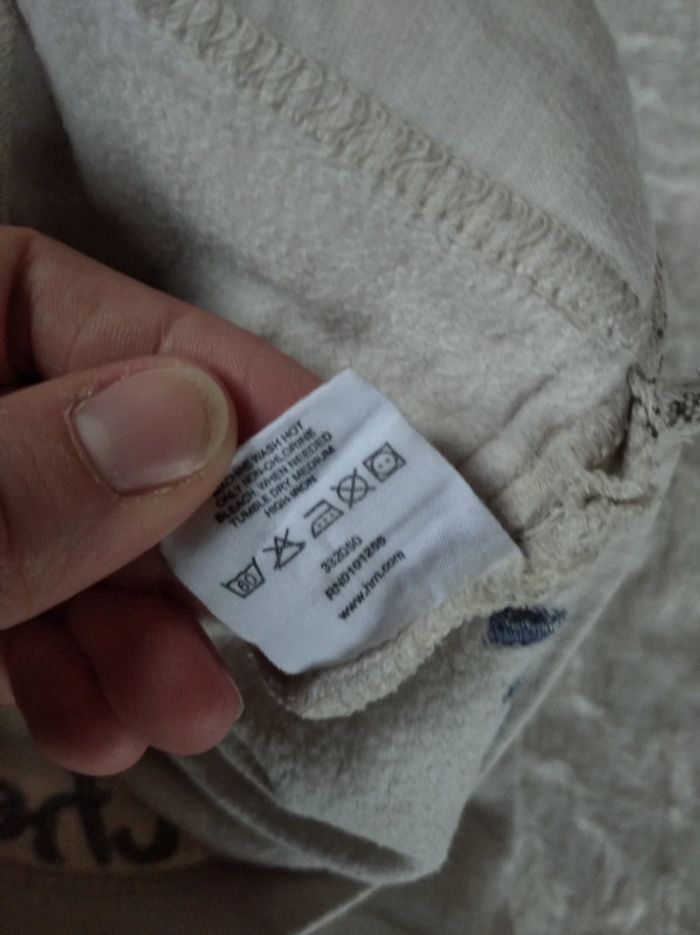 MACHINE WASH HOT
ONLY NON-CHLORINE
BLEACH WHEN NEEDED
TUMBLE DRY MEDIUM
HIGH IRON
60
332050
RN0101255
www.hm.com